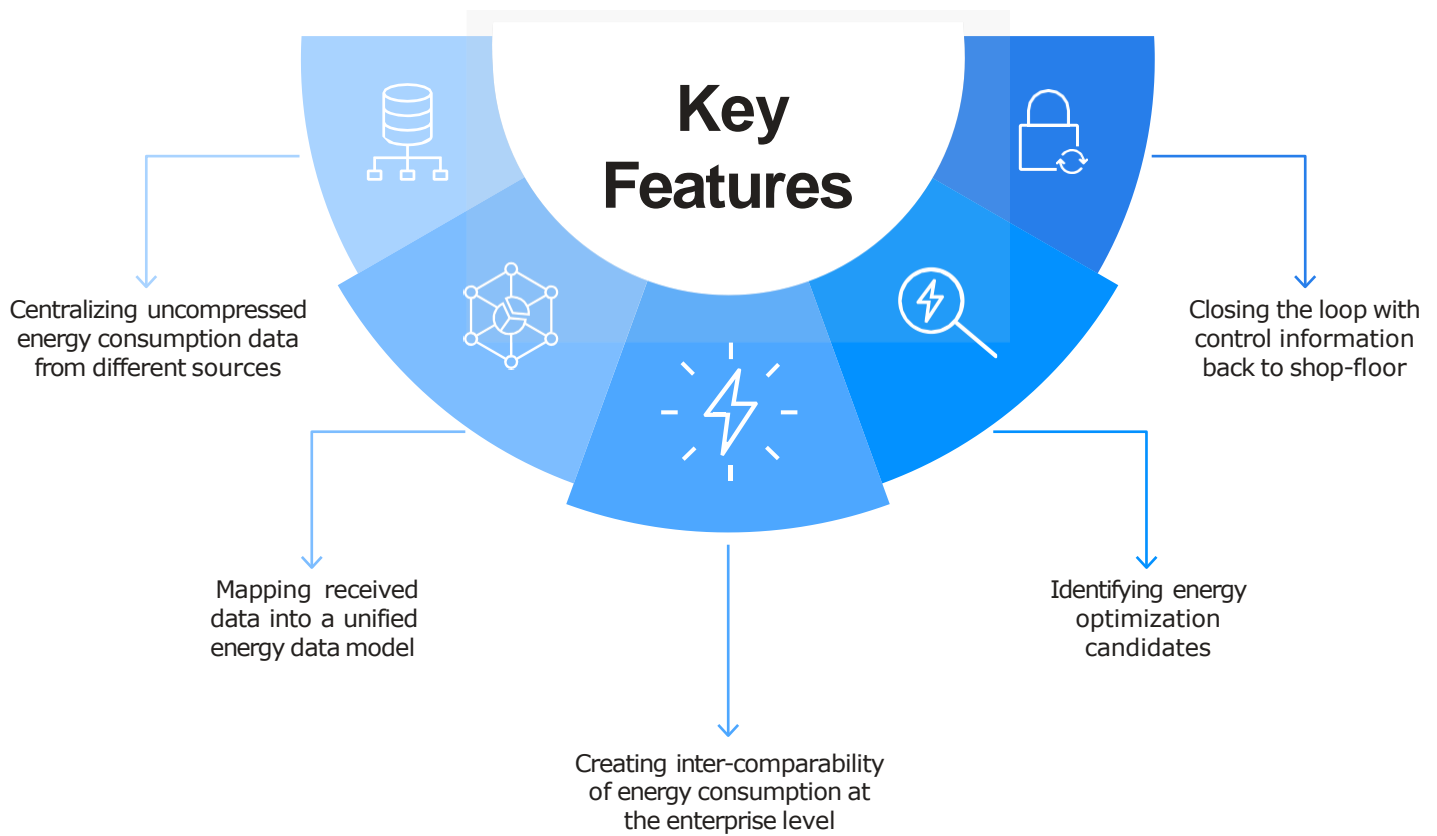 Key
Features
Centralizing uncompressed
energy consumption data
from different sources
Mapping received
data into a unified
energy data model
Creating inter-comparability
of energy consumption at
the enterprise level
Identifying energy
optimization
candidates
Closing the loop with
control information
back to shop-floor